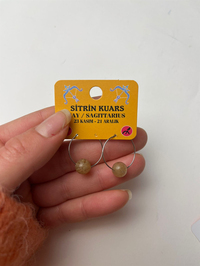 SİTRİN KUARS
YAY / SAGITTARIUS
23 KASIM - 21 ARALIK